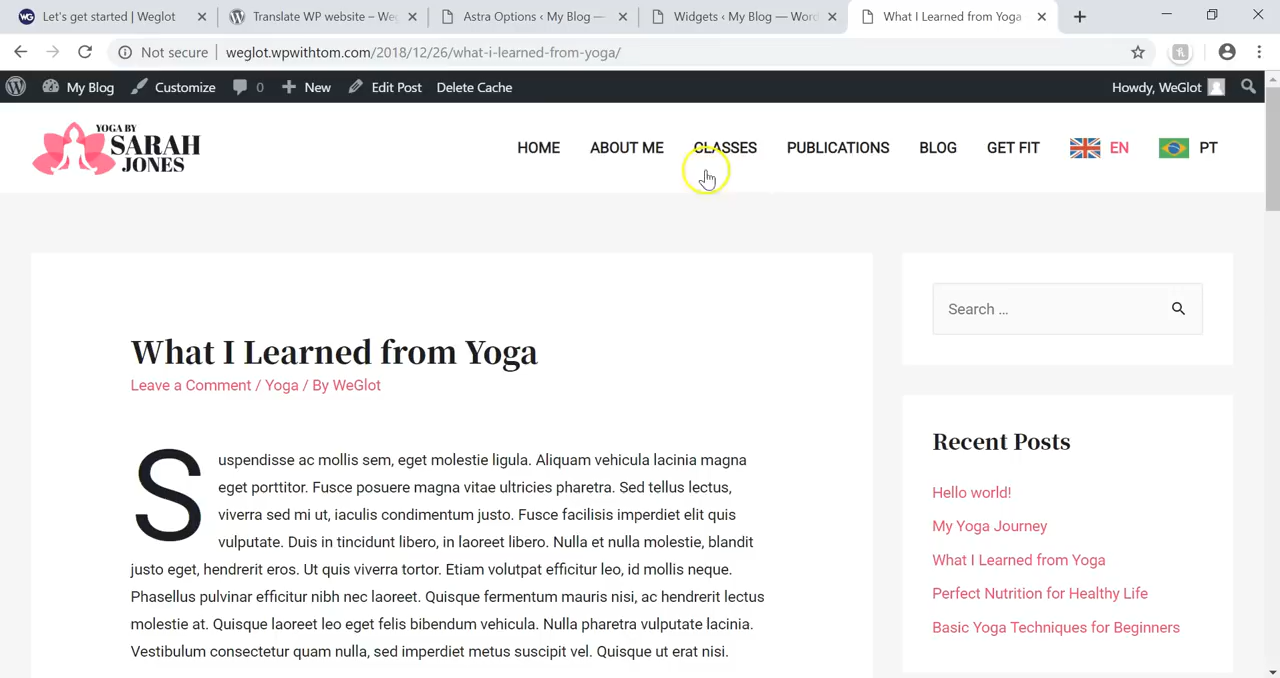 Let's get started | Weglot
Translate WP website – We
Astra Options ‹ My Blog —
Widgets ‹ My Blog — Word
What I Learned from Yoga
Not secure
weglot.wpwithtom.com/2018/12/26/what-i-learned-from-yoga/
My Blog Customize 0 New Edit Post Delete Cache Howdy, WeGlot
YOGA BY
SARAH
JONES
HOME ABOUT ME CLASSES PUBLICATIONS BLOG GET FIT EN PT
What I Learned from Yoga
Leave a Comment / Yoga / By WeGlot
Suspendisse ac mollis sem, eget molestie ligula. Aliquam vehicula lacinia magna
eget porttitor. Fusce posuere magna vitae ultricies pharetra. Sed tellus lectus,
viverra sed mi ut, iaculis condimentum justo. Fusce facilisis imperdiet elit quis
vulputate. Duis in tincidunt libero, in laoreet libero. Nulla et nulla molestie, blandit
justo eget, hendrerit eros. Ut quis viverra tortor. Etiam volutpat efficitur leo, id mollis neque.
Phasellus pulvinar efficitur nibh nec laoreet. Quisque fermentum mauris nisi, ac hendrerit lectus
molestie at. Quisque laoreet leo eget felis bibendum vehicula. Nulla pharetra vulputate lacinia.
Vestibulum consectetur quam nulla, sed imperdiet metus suscipit vel. Quisque ut erat nisi.
Search ...
Recent Posts
Hello world!
My Yoga Journey
What I Learned from Yoga
Perfect Nutrition for Healthy Life
Basic Yoga Techniques for Beginners